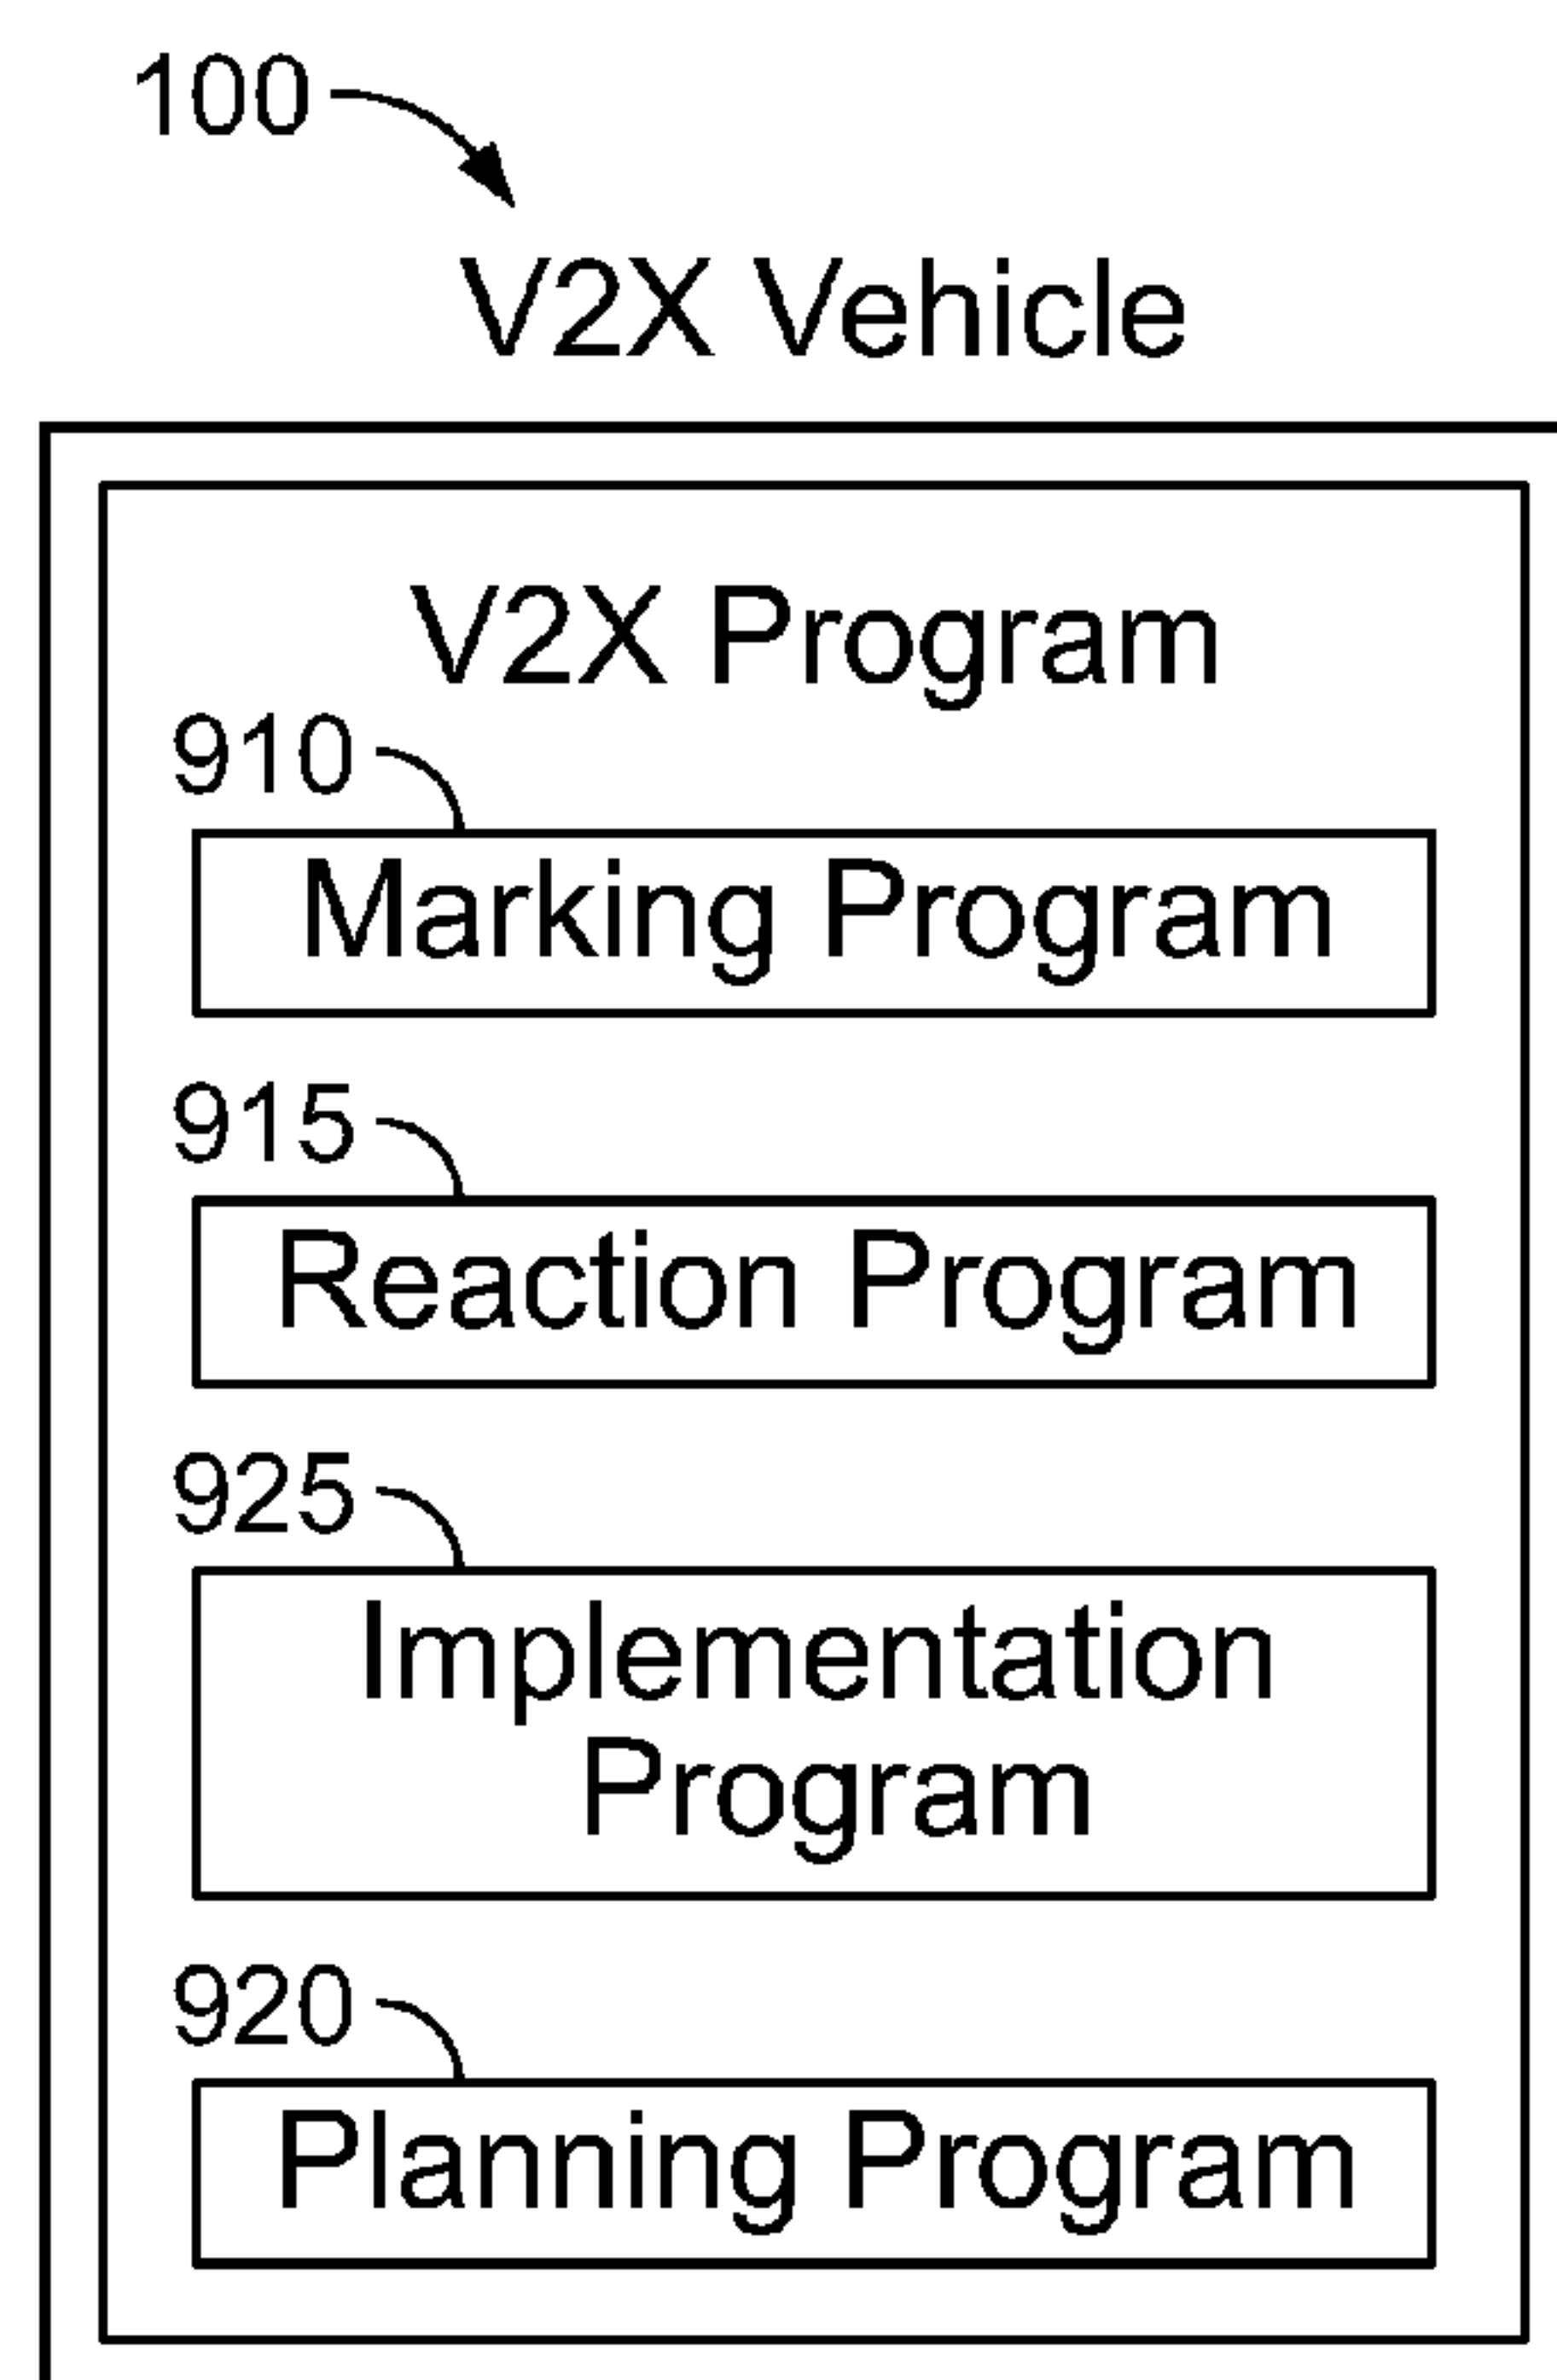 100
V2X Vehicle
V2X Program
910
Marking Program
915
Reaction Program
925
Implementation
Program
920
Planning Program